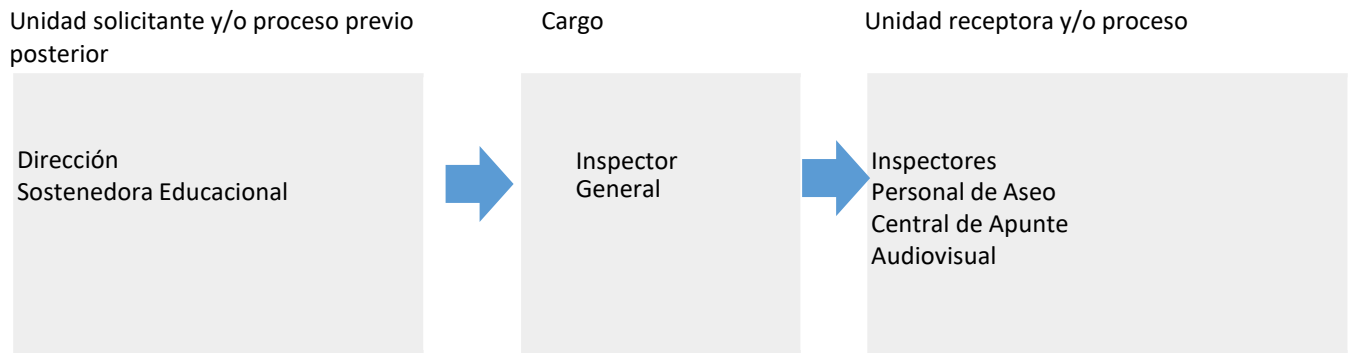 Unidad solicitante y/o proceso previo
posterior
Cargo
Unidad receptora y/o proceso
Dirección
Sostenedora Educacional
Inspector
General
Inspectores
Personal de Aseo
Central de Apunte
Audiovisual